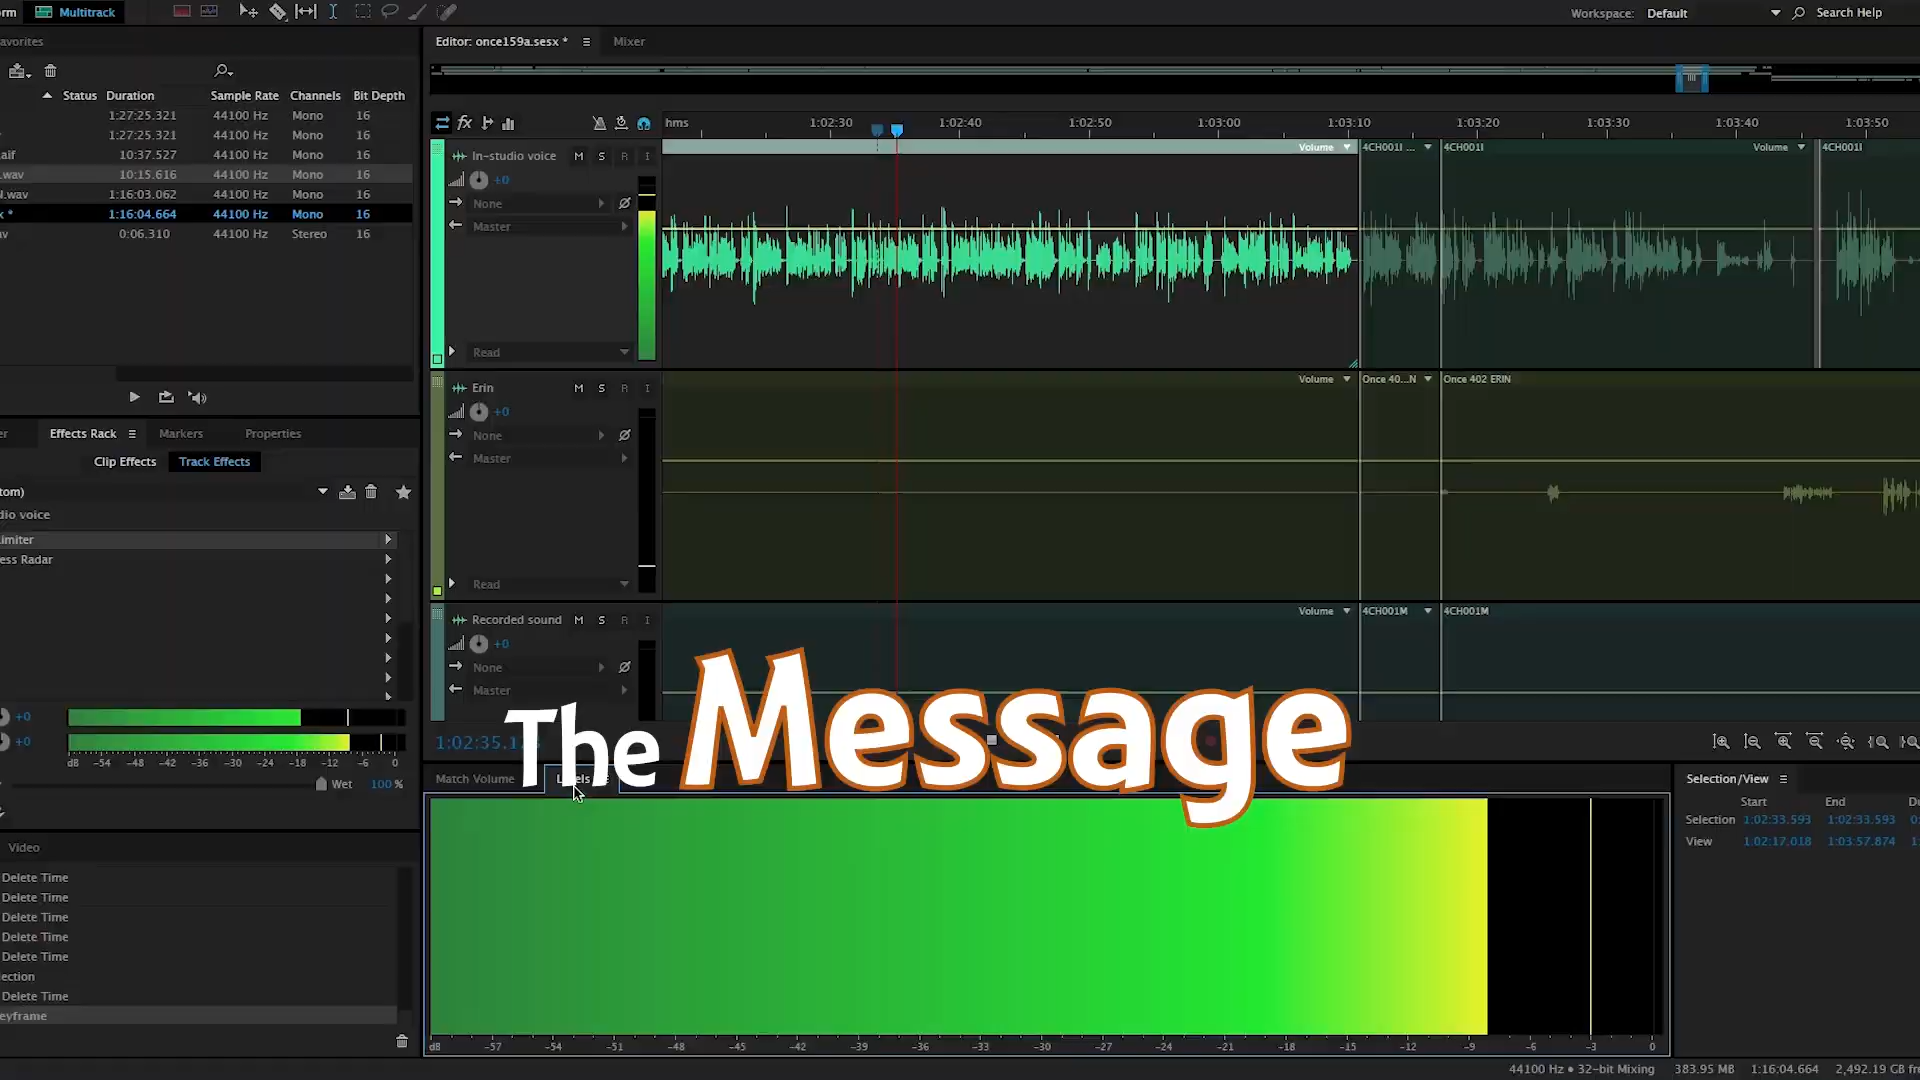 orm Multitrack Workspace: Default Search Help
avorites Editor: once159a.sesx * Mixer
Status Duration Sample Rate Channels Bit Depth
1:27:25.321 44100 Hz Mono 16
1:27:25.321 44100 Hz Mono 16
.aif 10:37.527 44100 Hz Mono 16
.wav 10:15.616 44100 Hz Mono 16
N.wav 1:16:03.062 44100 Hz Mono 16
x * 1:16:04.664 44100 Hz Mono 16
av 0:06.310 44100 Hz Stereo 16
fx hms 1:02:30 1:02:40 1:02:50 1:03:00 1:03:10 1:03:20 1:03:30 1:03:40 1:03:50
In-studio voice M S R I Volume 4CH001I ... 4CH001I Volume 4CH001I
+0
None
Master
Read
Erin M S R I Volume Once 40...N Once 402 ERIN
+0
None
Master
Read
Recorded sound M S R I Volume 4CH001M 4CH001M
+0
None
Master
er Effects Rack Markers Properties
Clip Effects Track Effects
tom)
dio voice
imiter
ess Radar
+0
+0
dB -54 -48 -42 -36 -30 -24 -18 -12 -6 0
Wet 100 %
Video
Delete Time
Delete Time
Delete Time
Delete Time
Delete Time
ection
Delete Time
eyframe
The Message
1:02:35.1
Match Volume Levels
dB -57 -54 -51 -48 -45 -42 -39 -36 -33 -30 -27 -24 -21 -18 -15 -12 -9 -6 -3 0
Selection/View
Start End Du
Selection 1:02:33.593 1:02:33.593 0:
View 1:02:17.018 1:03:57.874 1:
44100 Hz • 32-bit Mixing 383.95 MB 1:16:04.664 2,492.19 GB fre